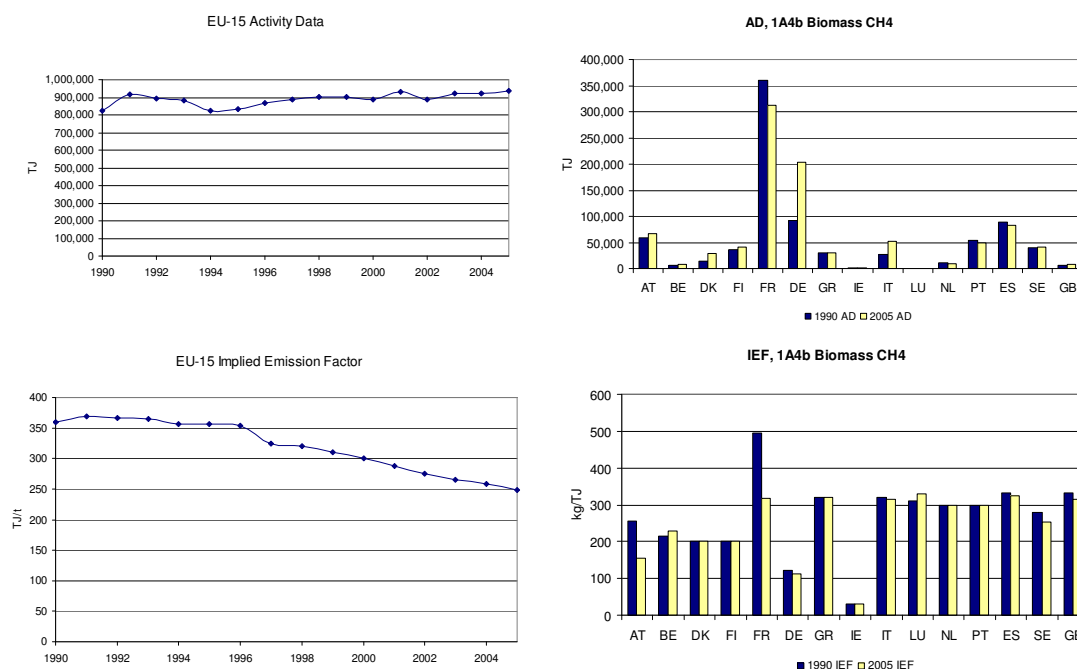 EU-15 Activity Data
1,000,000
900,000
800,000
700,000
600,000
500,000
400,000
300,000
200,000
100,000
0
TJ
1990 1992 1994 1996 1998 2000 2002 2004
AD, 1A4b Biomass CH4
400,000
350,000
300,000
250,000
200,000
150,000
100,000
50,000
0
TJ
AT BE DK FI FR DE GR IE IT LU NL PT ES SE GB
1990 AD 2005 AD
EU-15 Implied Emission Factor
400
350
300
250
200
150
100
50
0
TJ/t
1990 1992 1994 1996 1998 2000 2002 2004
IEF, 1A4b Biomass CH4
600
500
400
300
200
100
0
kg/TJ
AT BE DK FI FR DE GR IE IT LU NL PT ES SE GB
1990 IEF 2005 IEF